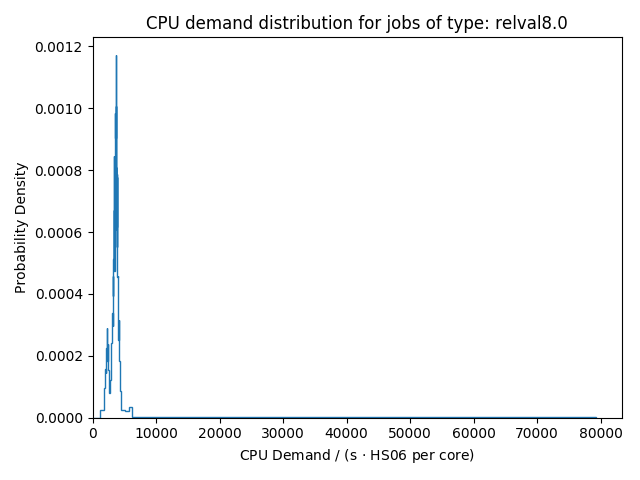 CPU demand distribution for jobs of type: relval8.0
0.0012
0.0010
0.0008
0.0006
0.0004
0.0002
0.0000
Probability Density
0 10000 20000 30000 40000 50000 60000 70000 80000
CPU Demand / (s · HS06 per core)